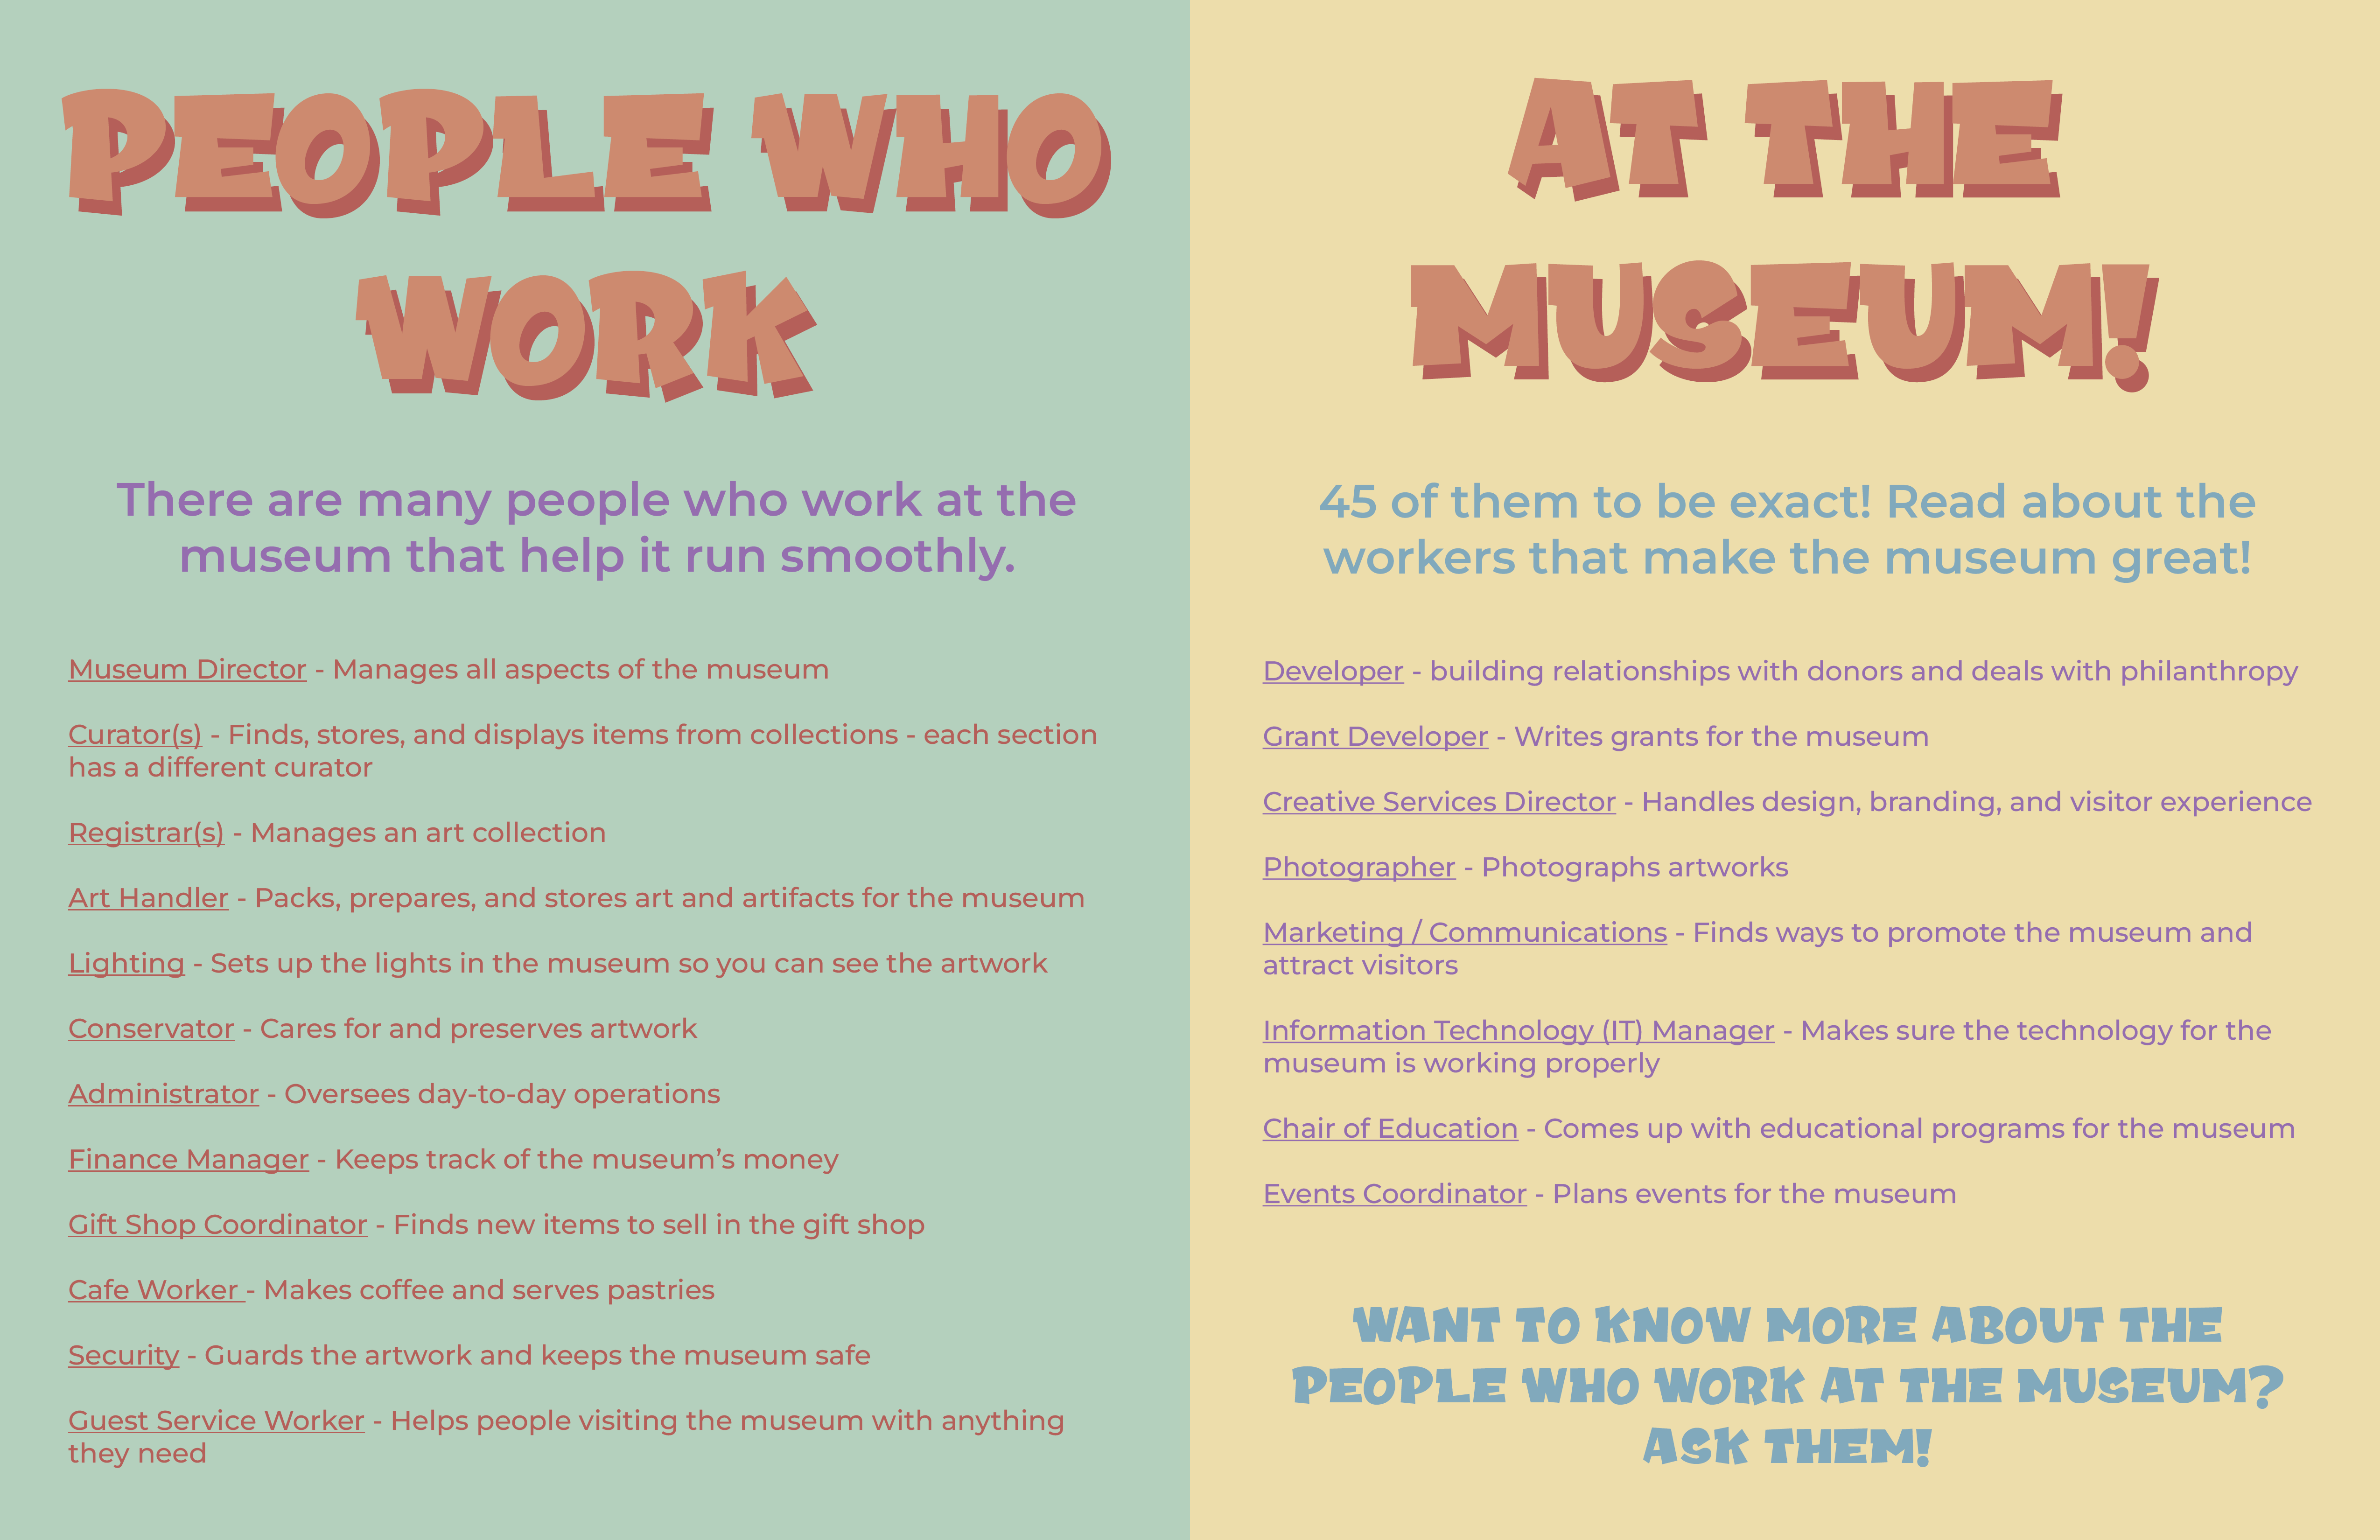 PEOPLE WHO
WORK
There are many people who work at the
museum that help it run smoothly.
Museum Director - Manages all aspects of the museum
Curator(s) - Finds, stores, and displays items from collections - each section
has a different curator
Registrar(s) - Manages an art collection
Art Handler - Packs, prepares, and stores art and artifacts for the museum
Lighting - Sets up the lights in the museum so you can see the artwork
Conservator - Cares for and preserves artwork
Administrator - Oversees day-to-day operations
Finance Manager - Keeps track of the museum’s money
Gift Shop Coordinator - Finds new items to sell in the gift shop
Cafe Worker - Makes coffee and serves pastries
Security - Guards the artwork and keeps the museum safe
Guest Service Worker - Helps people visiting the museum with anything
they need
AT THE
MUSEUM!
45 of them to be exact! Read about the
workers that make the museum great!
Developer - building relationships with donors and deals with philanthropy
Grant Developer - Writes grants for the museum
Creative Services Director - Handles design, branding, and visitor experience
Photographer - Photographs artworks
Marketing / Communications - Finds ways to promote the museum and
attract visitors
Information Technology (IT) Manager - Makes sure the technology for the
museum is working properly
Chair of Education - Comes up with educational programs for the museum
Events Coordinator - Plans events for the museum
WANT TO KNOW MORE ABOUT THE
PEOPLE WHO WORK AT THE MUSEUM?
ASK THEM!